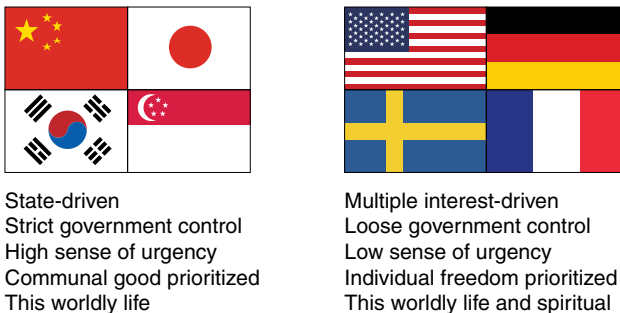 State-driven
Strict government control
High sense of urgency
Communal good prioritized
This worldly life
Multiple interest-driven
Loose government control
Low sense of urgency
Individual freedom prioritized
This worldly life and spiritual